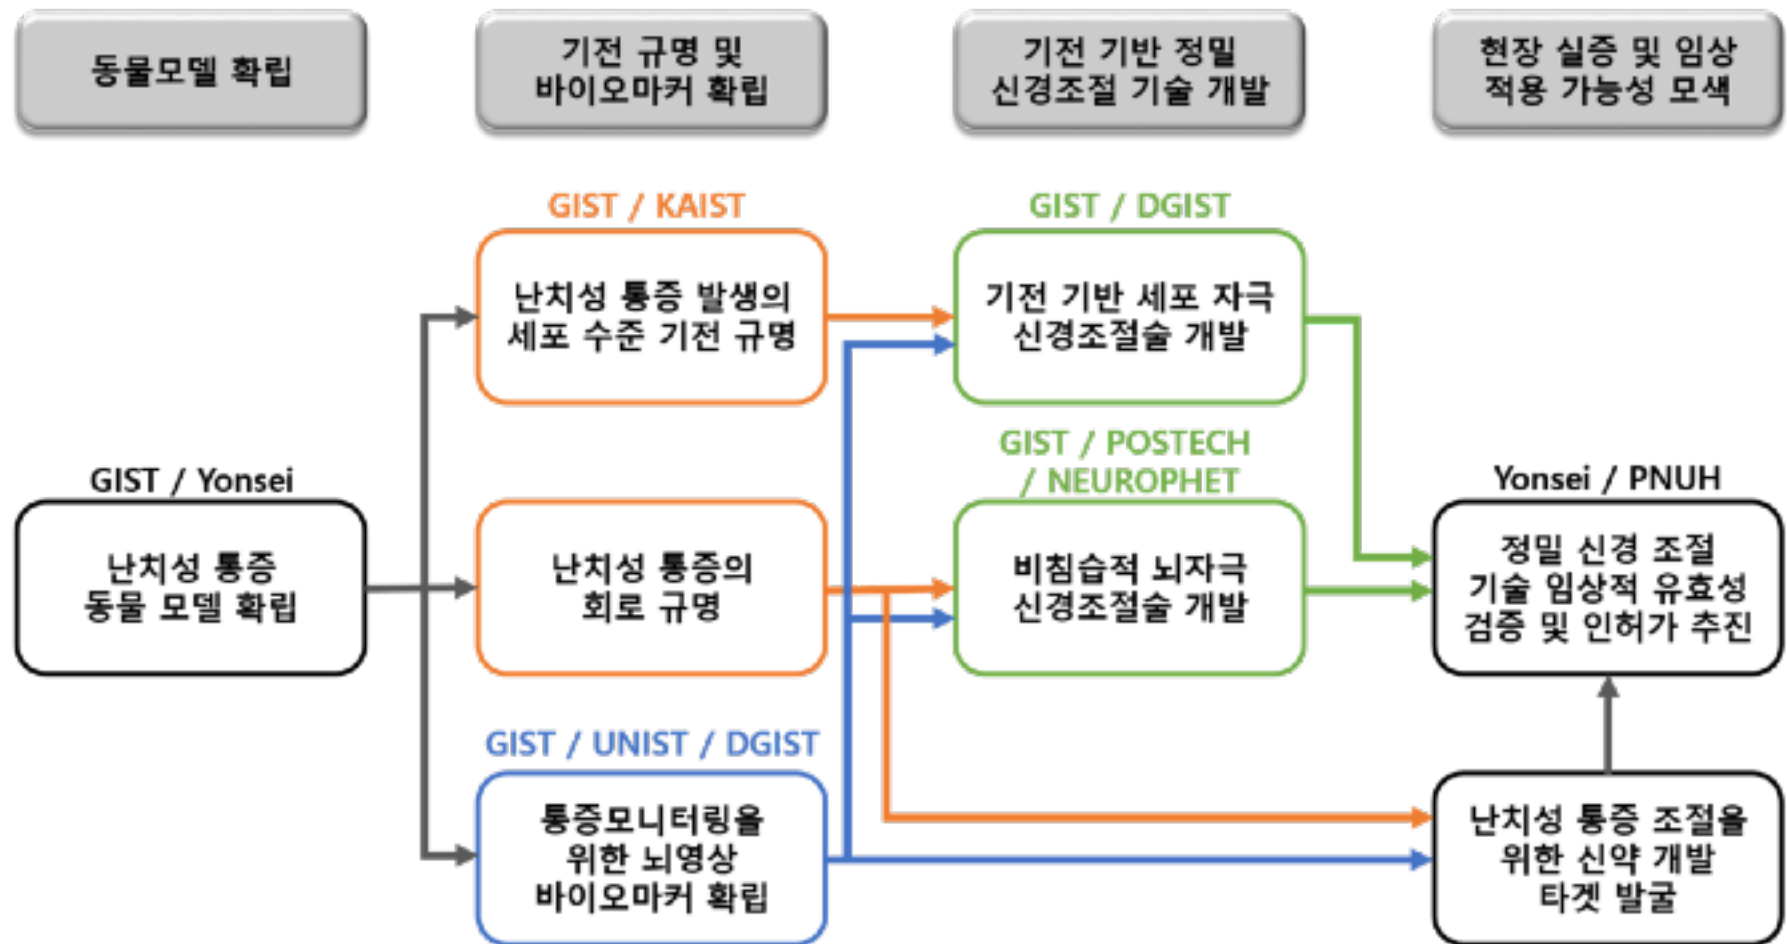 동물모델 확립
기전 규명 및
바이오마커 확립
기전 기반 정밀
신경조절 기술 개발
현장 실증 및 임상
적용 가능성 모색
GIST / KAIST
난치성 통증 발생의
세포 수준 기전 규명
GIST / DGIST
기전 기반 세포 자극
신경조절술 개발
GIST / Yonsei
난치성 통증
동물 모델 확립
난치성 통증의
회로 규명
GIST / POSTECH
/ NEUROPHET
비침습적 뇌자극
신경조절술 개발
Yonsei / PNUH
정밀 신경 조절
기술 임상적 유효성
검증 및 인허가 추진
GIST / UNIST / DGIST
통증모니터링을
위한 뇌영상
바이오마커 확립
난치성 통증 조절을
위한 신약 개발
타겟 발굴